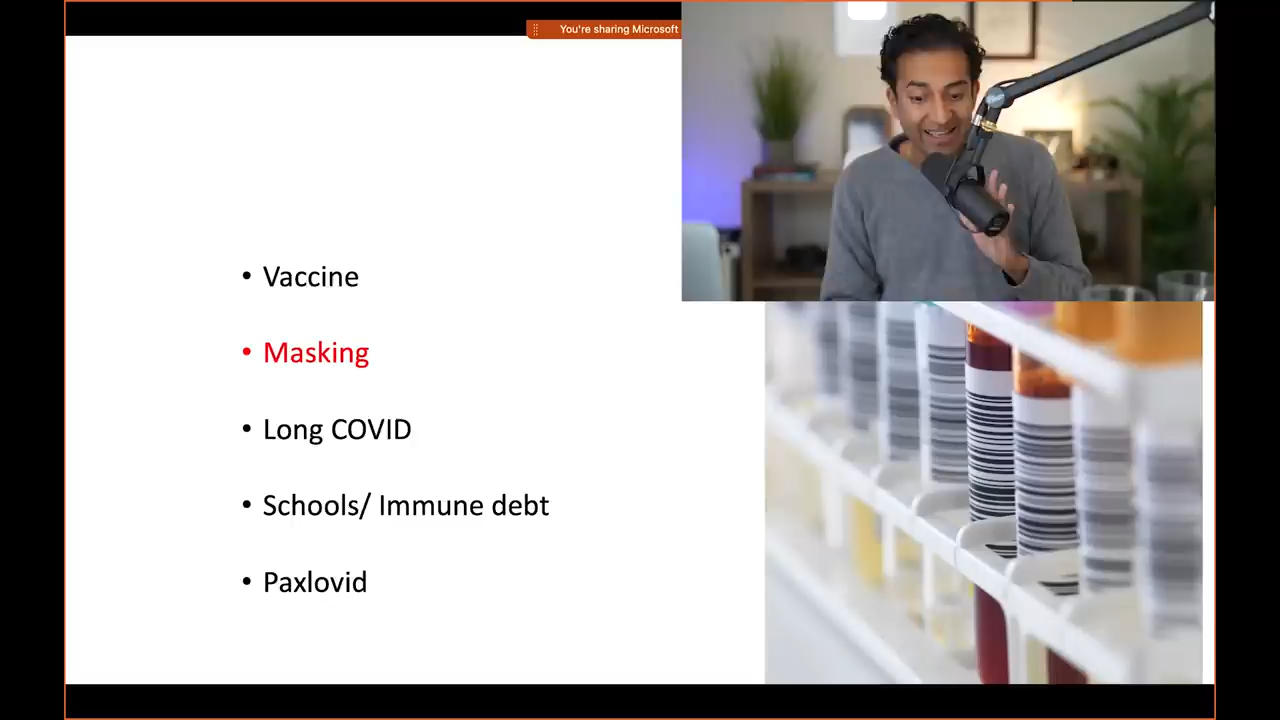 You're sharing Microsoft
• Vaccine
• Masking
• Long COVID
• Schools/ Immune debt
• Paxlovid